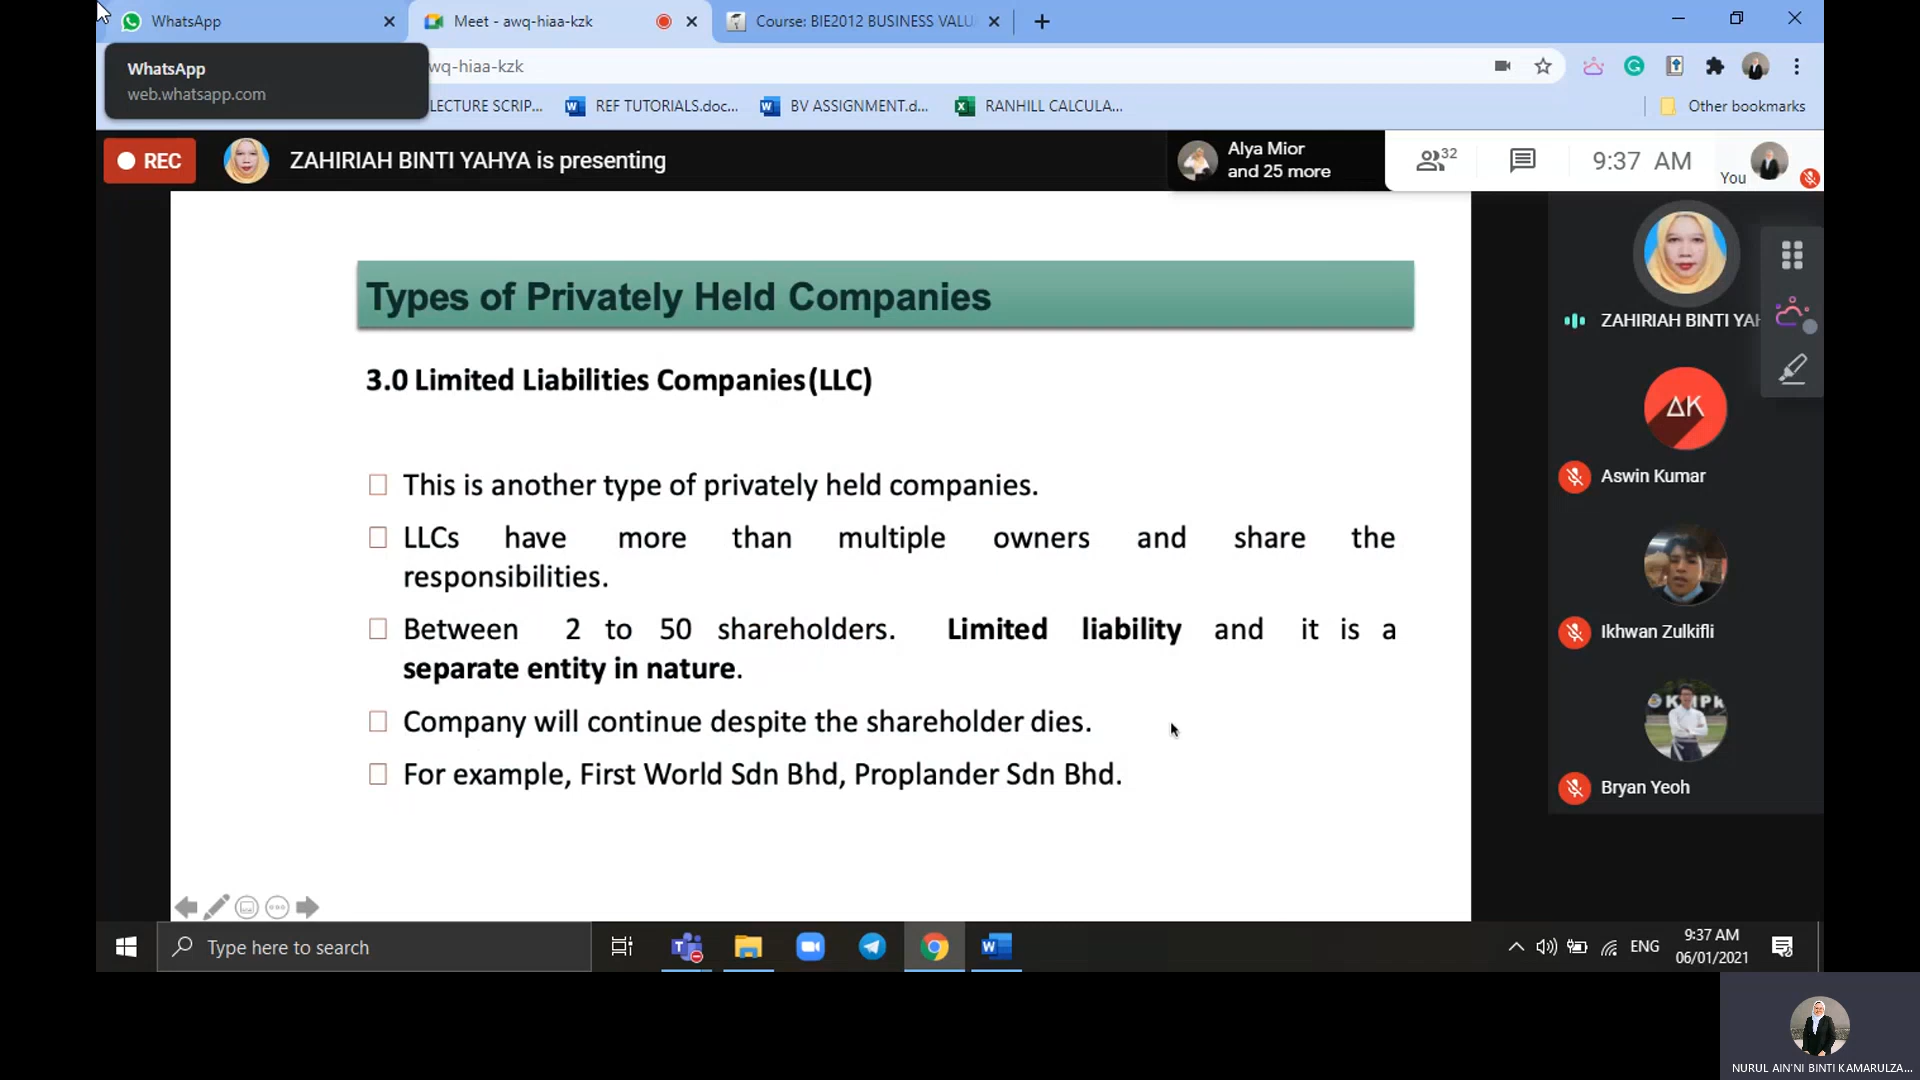 WhatsApp
Meet - awq-hiaa-kzk
Course: BIE2012 BUSINESS VALU
WhatsApp
web.whatsapp.com
wq-hiaa-kzk
LECTURE SCRIP...
REF TUTORIALS.doc...
BV ASSIGNMENT.d...
RANHILL CALCULA...
Other bookmarks
REC
ZAHIRIAH BINTI YAHYA is presenting
Alya Mior
and 25 more
32
9:37 AM
You
Types of Privately Held Companies
3.0 Limited Liabilities Companies (LLC)
This is another type of privately held companies.
LLCs have more than multiple owners and share the
responsibilities.
Between 2 to 50 shareholders. Limited liability and it is a
separate entity in nature.
Company will continue despite the shareholder dies.
For example, First World Sdn Bhd, Proplander Sdn Bhd.
ZAHIRIAH BINTI YAH
ΔK
Aswin Kumar
Ikhwan Zulkifli
Bryan Yeoh
Type here to search
ENG
9:37 AM
06/01/2021
NURUL AIN'NI BINTI KAMARULZA...